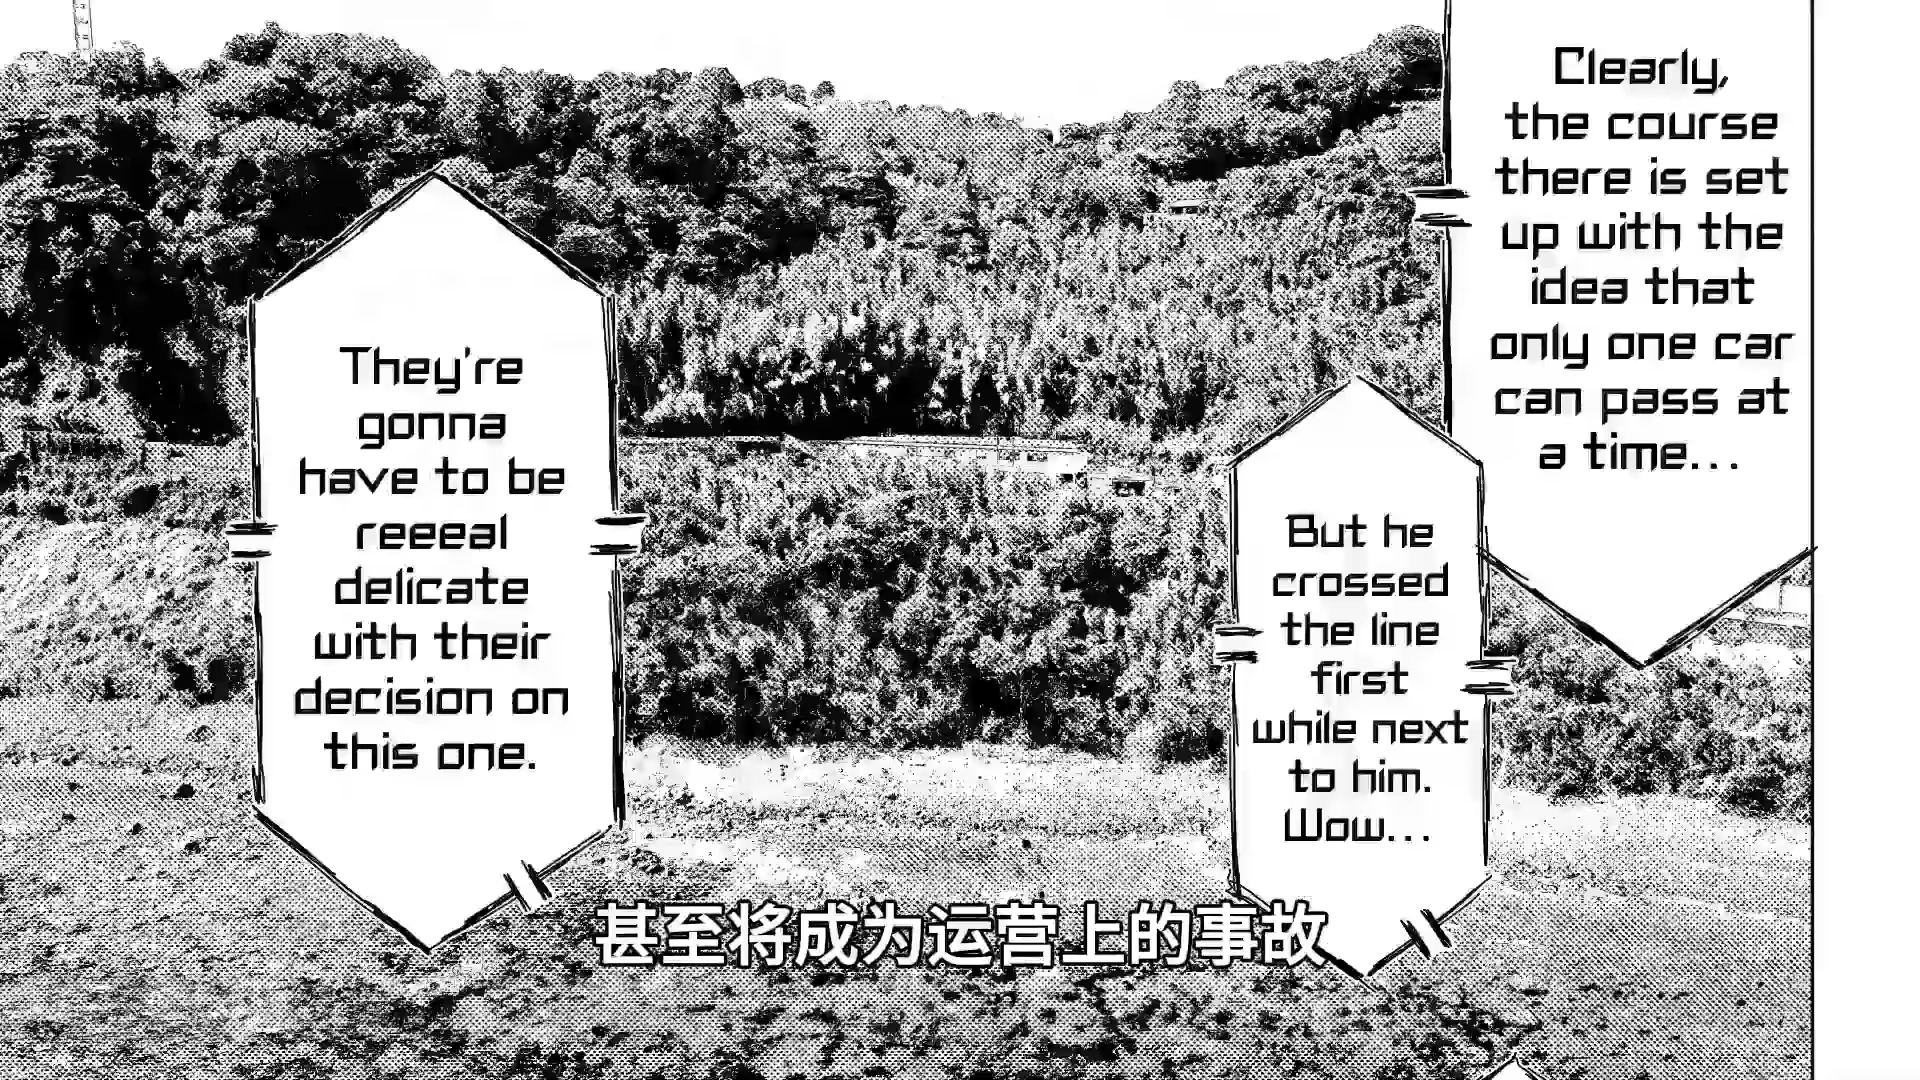 Clearly,
the course
there is set
up with the
idea that
only one car
can pass at
a time...
But he
crossed
the line
first
while next
to him.
Wow...
They're
gonna
have to be
reeeal
delicate
with their
decision on
this one.
甚至将成为运营上的事故